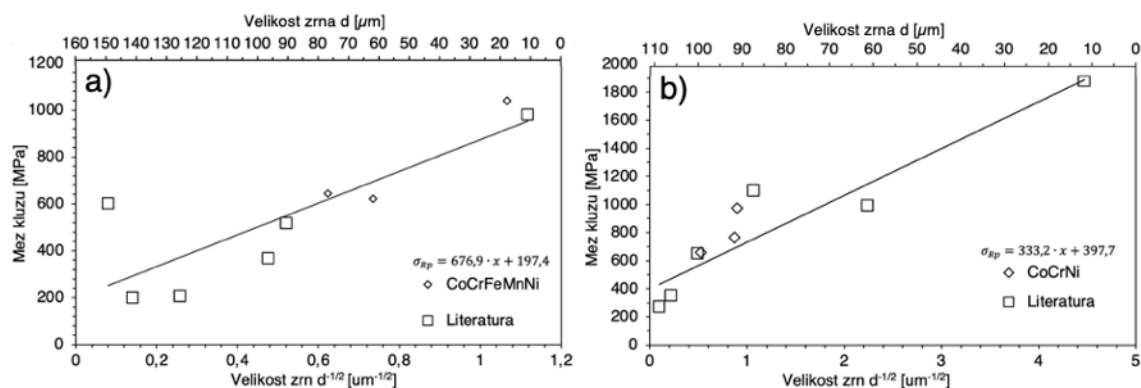 Velikost zrna d [µm]
160 150 140 130 120 110 100 90 80 70 60 50 40 30 20 10 0
1200
1000
800
600
400
200
0
Mez kluzu [MPa]
a)
σRp = 676,9 · x + 197,4
CoCrFeMnNi
Literatura
0 0,2 0,4 0,6 0,8 1 1,2
Velikost zrn d⁻¹/² [um⁻¹/²]
Velikost zrna d [µm]
110 100 90 80 70 60 50 40 30 20 10 0
2000
1800
1600
1400
1200
1000
800
600
400
200
0
Mez kluzu [MPa]
b)
σRp = 333,2 · x + 397,7
CoCrNi
Literatura
0 1 2 3 4 5
Velikost zrn d⁻¹/² [um⁻¹/²]